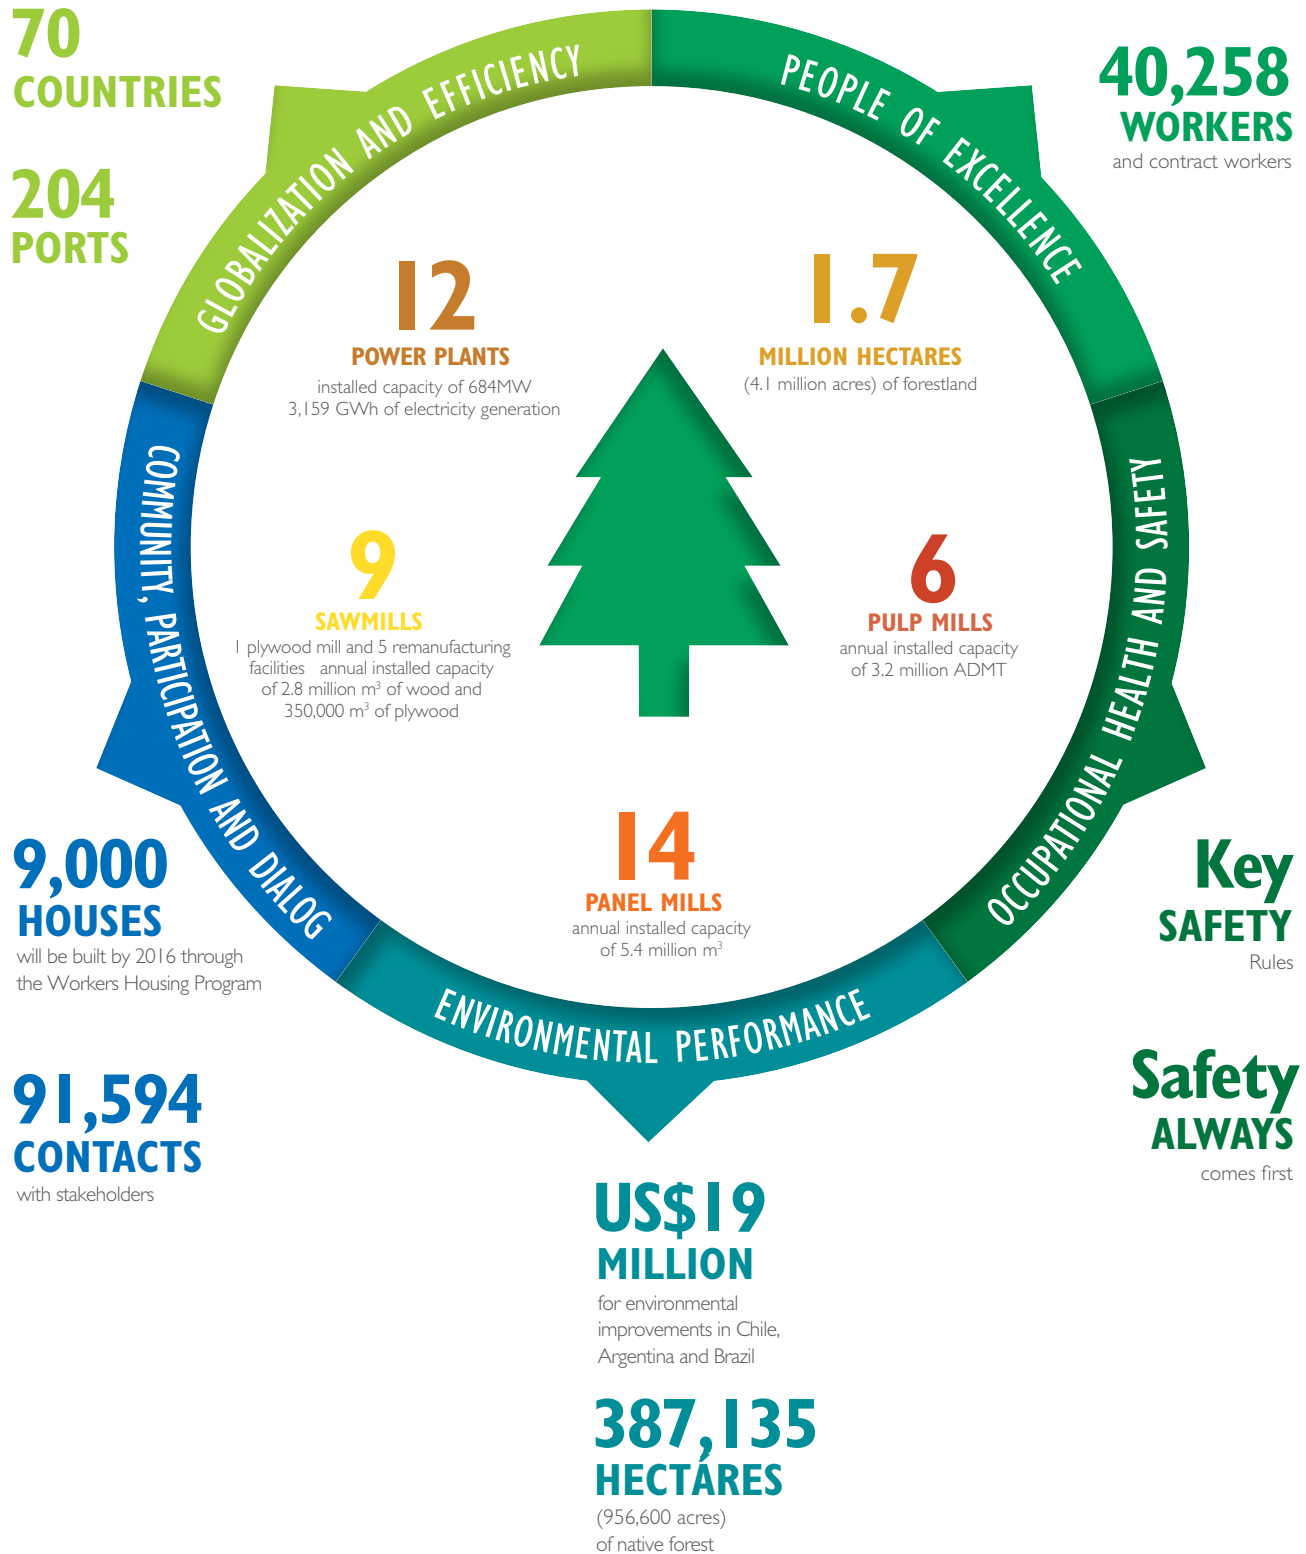 70
COUNTRIES
204
PORTS
GLOBALIZATION AND EFFICIENCY
PEOPLE OF EXCELLENCE
40,258
WORKERS
and contract workers
12
POWER PLANTS
installed capacity of 684MW
3,159 GWh of electricity generation
1.7
MILLION HECTARES
(4.1 million acres) of forestland
9
SAWMILLS
1 plywood mill and 5 remanufacturing
facilities annual installed capacity
of 2.8 million m³ of wood and
350,000 m³ of plywood
6
PULP MILLS
annual installed capacity
of 3.2 million ADMT
14
PANEL MILLS
annual installed capacity
of 5.4 million m³
COMMUNITY, PARTICIPATION AND DIALOG
OCCUPATIONAL HEALTH AND SAFETY
ENVIRONMENTAL PERFORMANCE
9,000
HOUSES
will be built by 2016 through
the Workers Housing Program
91,594
CONTACTS
with stakeholders
Key
SAFETY
Rules
Safety
ALWAYS
comes first
US$19
MILLION
for environmental
improvements in Chile,
Argentina and Brazil
387,135
HECTÁRES
(956,600 acres)
of native forest